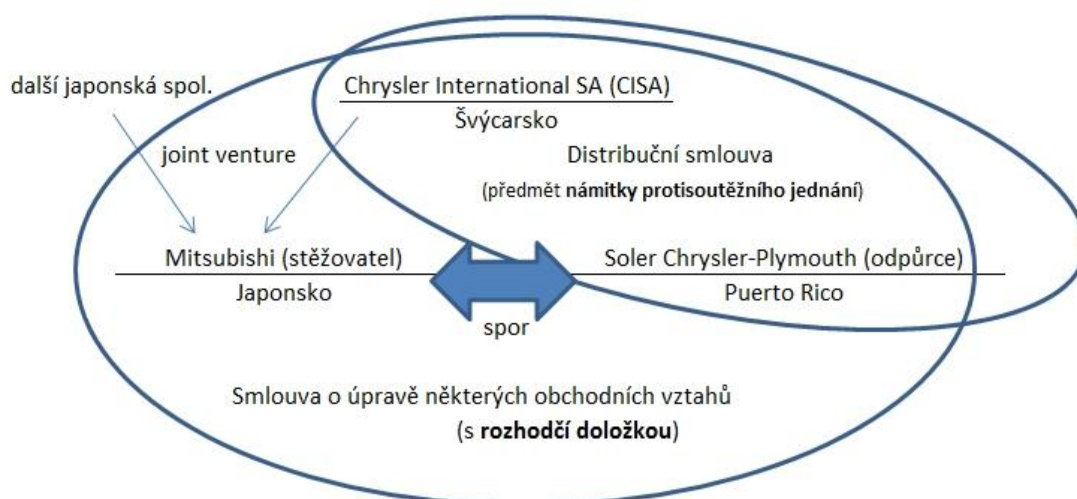 další japonská spol.
Chrysler International SA (CISA)
Švýcarsko
joint venture
Distribuční smlouva
(předmět námitky protisoutěžního jednání)
Mitsubishi (stěžovatel)
Soler Chrysler-Plymouth (odpůrce)
Japonsko
Puerto Rico
spor
Smlouva o úpravě některých obchodních vztahů
(s rozhodčí doložkou)